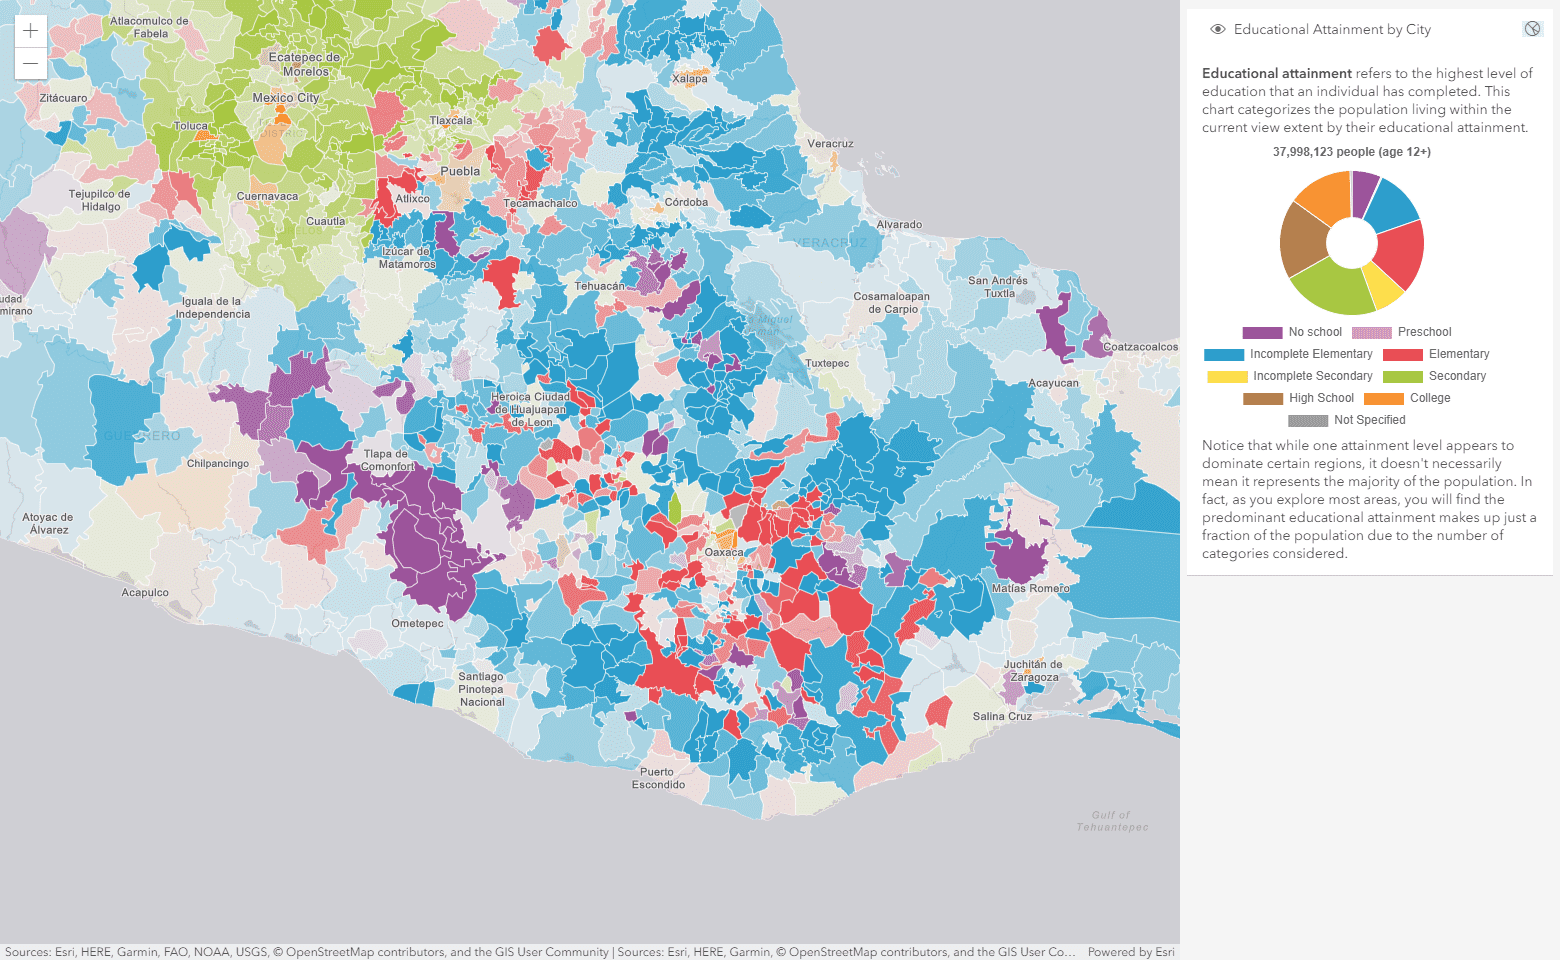 Atlacomulco de
Fabela
Ecatepec de
Morelos
Xalapa
Zitácuaro
Mexico City
Toluca
DISTRIC
Tlaxcala
Veracruz
Puebla
Tejupilco de
Hidalgo
Cuernavaca
Atlixco
Tecamachalco
Córdoba
Cuautla
Alvarado
VERACRUZ
Izúcar de
Matamoros
Tehuacán
San Andrés
Tuxtla
udad
mirano
Iguala de la
Independencia
Cosamaloapan
de Carpio
Miguel
Coatzacoalcos
Tuxtepec
Acayucan
Heroica Ciudad
de Huajuapan
de Leon
GUERRERO
Chilpancingo
Tlapa de
Comonfort
Atoyac de
Álvarez
Oaxaca
Acapulco
Matías Romero
Ometepec
Juchitán de
Zaragoza
Santiago
Pinotepa
Nacional
Salina Cruz
Puerto
Escondido
Gulf of
Tehuantepec
Sources: Esri, HERE, Garmin, FAO, NOAA, USGS, © OpenStreetMap contributors, and the GIS User Community | Sources: Esri, HERE, Garmin, © OpenStreetMap contributors, and the GIS User Co… Powered by Esri
Educational Attainment by City
Educational attainment refers to the highest level of
education that an individual has completed. This
chart categorizes the population living within the
current view extent by their educational attainment.
37,998,123 people (age 12+)
No school Preschool
Incomplete Elementary Elementary
Incomplete Secondary Secondary
High School College
Not Specified
Notice that while one attainment level appears to
dominate certain regions, it doesn't necessarily
mean it represents the majority of the population. In
fact, as you explore most areas, you will find the
predominant educational attainment makes up just a
fraction of the population due to the number of
categories considered.